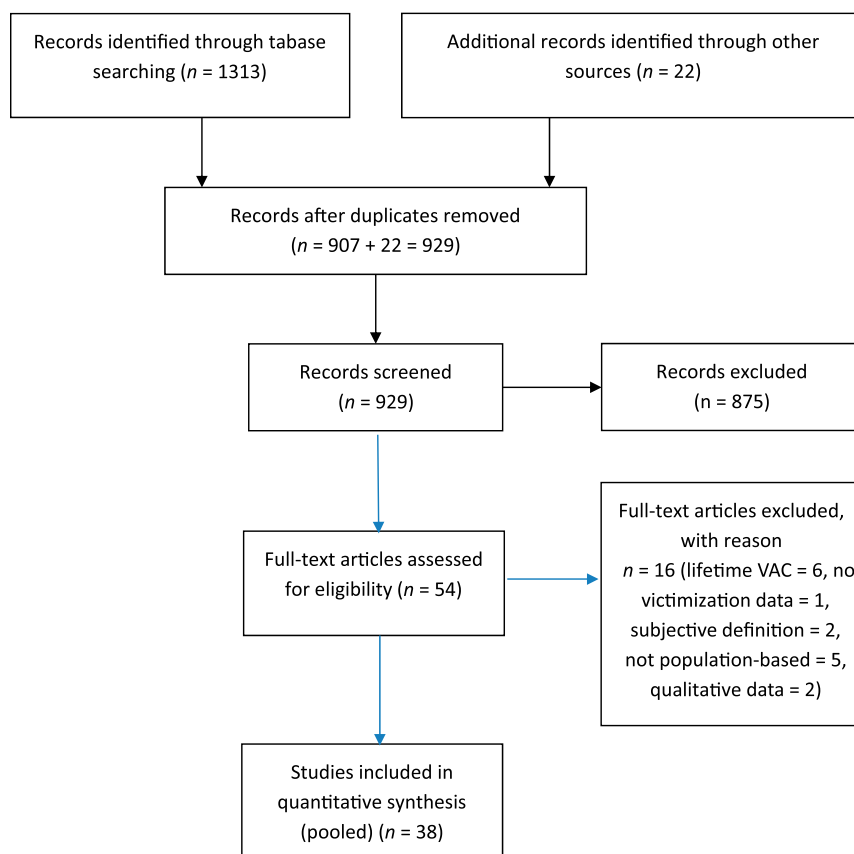 Records identified through tabase
searching (n = 1313)
Additional records identified through other
sources (n = 22)
Records after duplicates removed
(n = 907 + 22 = 929)
Records screened
(n = 929)
Records excluded
(n = 875)
Full-text articles assessed
for eligibility (n = 54)
Full-text articles excluded,
with reason
n = 16 (lifetime VAC = 6, no
victimization data = 1,
subjective definition = 2,
not population-based = 5,
qualitative data = 2)
Studies included in
quantitative synthesis
(pooled) (n = 38)